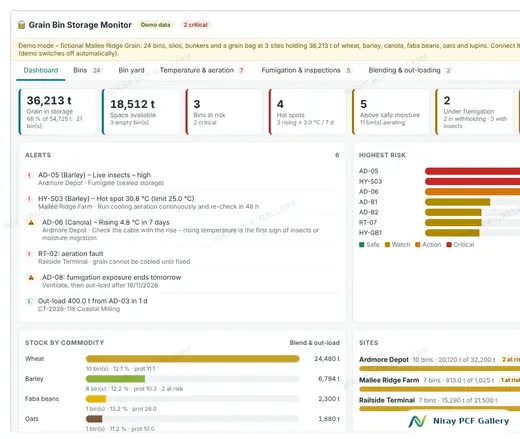 Grain Bin Storage Monitor Demo data 2 critical
Demo mode – fictional Mallee Ridge Grain: 24 bins, silos, bunkers and a grain bag at 3 sites holding 36,213 t of wheat, barley, canola, faba beans, oats and lupins. Connect
(demo switches off automatically).
Dashboard Bins 24 Bin yard Temperature & aeration 7 Fumigation & inspections 5 Blending & out-loading 2
36,213 t
Grain in storage
66 % of 54,725 t · 21
bin(s)
18,512 t
Space available
3 empty bin(s)
3
Bins at risk
2 critical
4
Hot spots
3 rising ≥ 3.0 °C / 7 d
5
Above safe moisture
11 bin(s) aerating
2
Under fumigation
2 in withholding · 3 with
insects
ALERTS 6
AD-05 (Barley) – Live insects – high
Ardmore Depot · Fumigate (sealed storage)
HY-S03 (Barley) – Hot spot 30.8 °C (limit 25.0 °C)
Mallee Ridge Farm · Run cooling aeration continuously and re-check in 48 h
AD-06 (Canola) – Rising 4.8 °C in 7 days
Ardmore Depot · Check the cable with the rise – rising temperature is the first sign of insects or
moisture migration
RT-02: aeration fault
Railside Terminal · grain cannot be cooled until fixed
AD-08: fumigation exposure ends tomorrow
Ventilate, then out-load after 16/11/2026
Out-load 400.0 t from AD-03 in 1 d
CT-2026-118 Coastal Milling
HIGHEST RISK
AD-05
HY-S03
AD-06
AD-B1
AD-B2
RT-07
HY-GB1
Safe Watch Action Critical
STOCK BY COMMODITY Blend & out-load
Wheat 24,480 t
10 bin(s) · 12.1 % · prot 11.1
Barley 6,794 t
6 bin(s) · 12.2 % · prot 10.3 · 2 at risk
Faba beans 2,300 t
1 bin(s) · 13.2 % · prot 26.0
Oats 1,880 t
1 bin(s) · 11.2 % · prot 10.0
SITES
Ardmore Depot 10 bins · 20,120 t of 32,200 t 2 at ris
Mallee Ridge Farm 7 bins · 813.0 t of 1,025 t 1 at risk
Railside Terminal 7 bins · 15,280 t of 21,500 t
Niray PCF Gallery